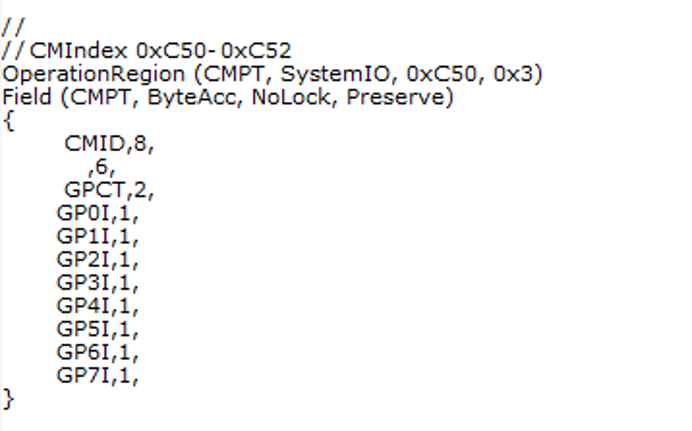 //
// CMIndex 0xC50- 0xC52
OperationRegion (CMPT, SystemIO, 0xC50, 0x3)
Field (CMPT, ByteAcc, NoLock, Preserve)
{
CMID,8,
,6,
GPCT,2,
GP0I,1,
GP1I,1,
GP2I,1,
GP3I,1,
GP4I,1,
GP5I,1,
GP6I,1,
GP7I,1,
}